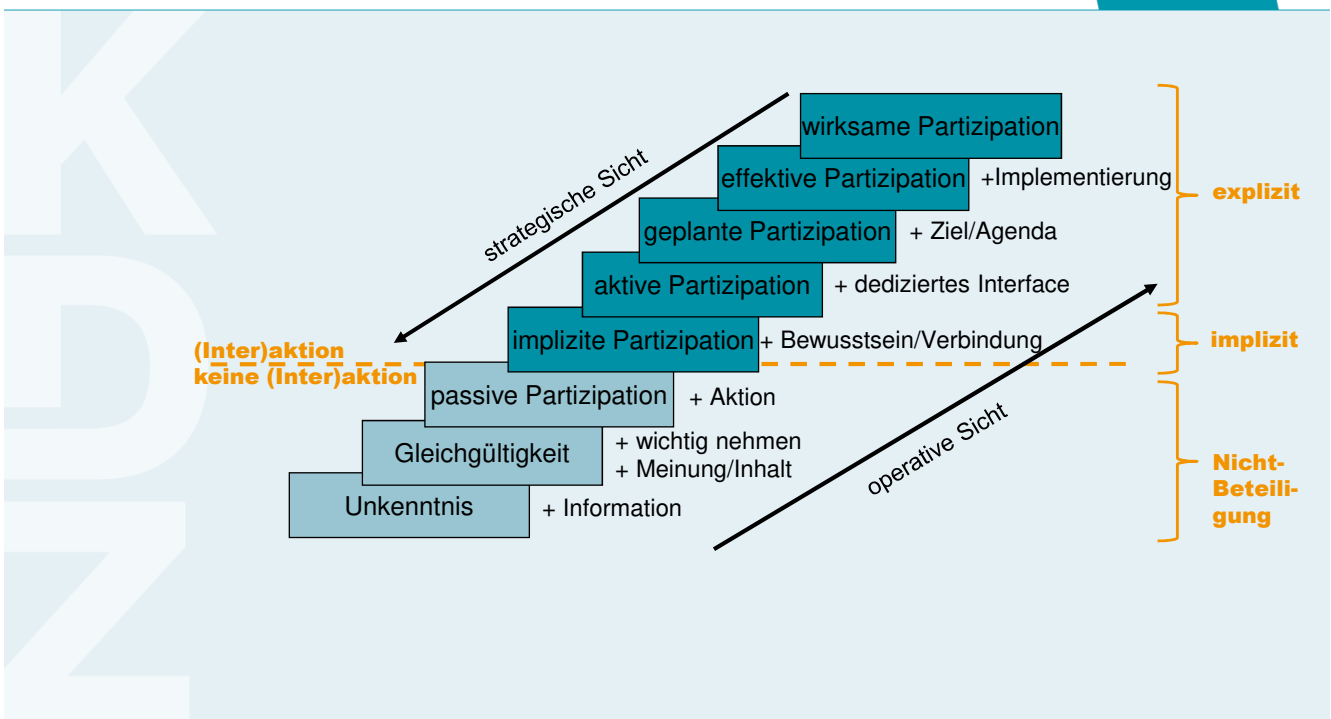 K
D
N
wirksame Partizipation
effektive Partizipation
+Implementierung
geplante Partizipation
+ Ziel/Agenda
aktive Partizipation
+ dediziertes Interface
implizite Partizipation
+ Bewusstsein/Verbindung
passive Partizipation
+ Aktion
Gleichgültigkeit
+ wichtig nehmen
+ Meinung/Inhalt
Unkenntnis
+ Information
strategische Sicht
operative Sicht
(Inter)aktion
keine (Inter)aktion
explizit
implizit
Nicht-
Beteili-
gung